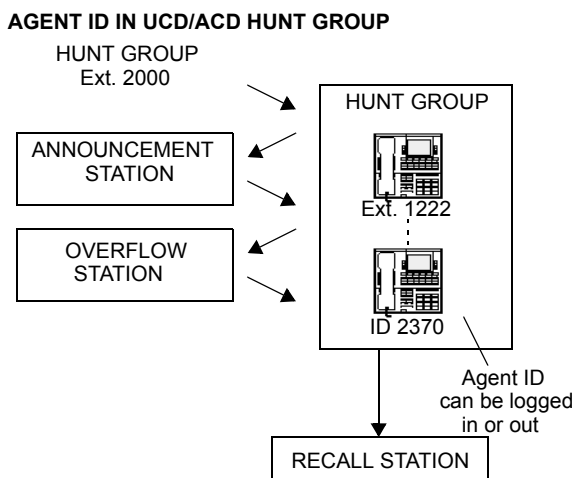 AGENT ID IN UCD/ACD HUNT GROUP
HUNT GROUP
Ext. 2000
HUNT GROUP
ANNOUNCEMENT
STATION
Ext. 1222
OVERFLOW
STATION
ID 2370
Agent ID
can be logged
in or out
RECALL STATION